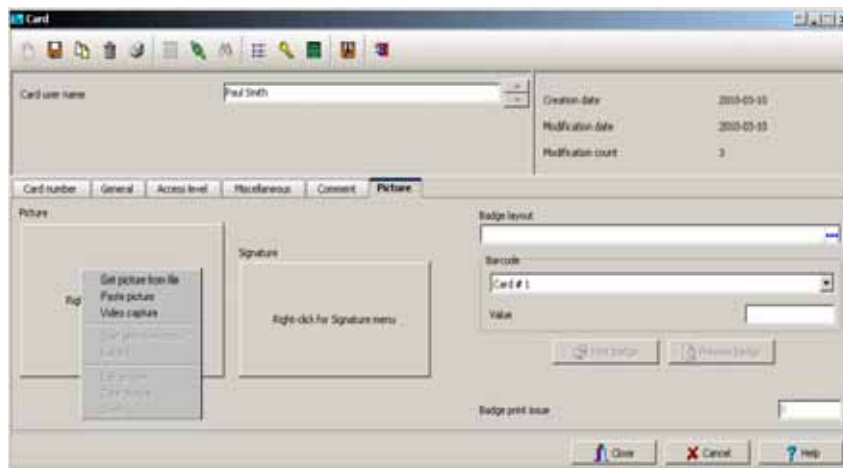 Card
Card user name
Paul Smith
Creation date 2010-03-10
Modification date 2010-03-10
Modification count 3
Card number General Access level Miscellaneous Comment Picture
Picture
Get picture from file
Paste picture
Video capture
Signature
Right-click for Signature menu
Badge layout
Barcode
Card # 1
Value
Print badge Preview badge
Badge print issue
Close Cancel Help